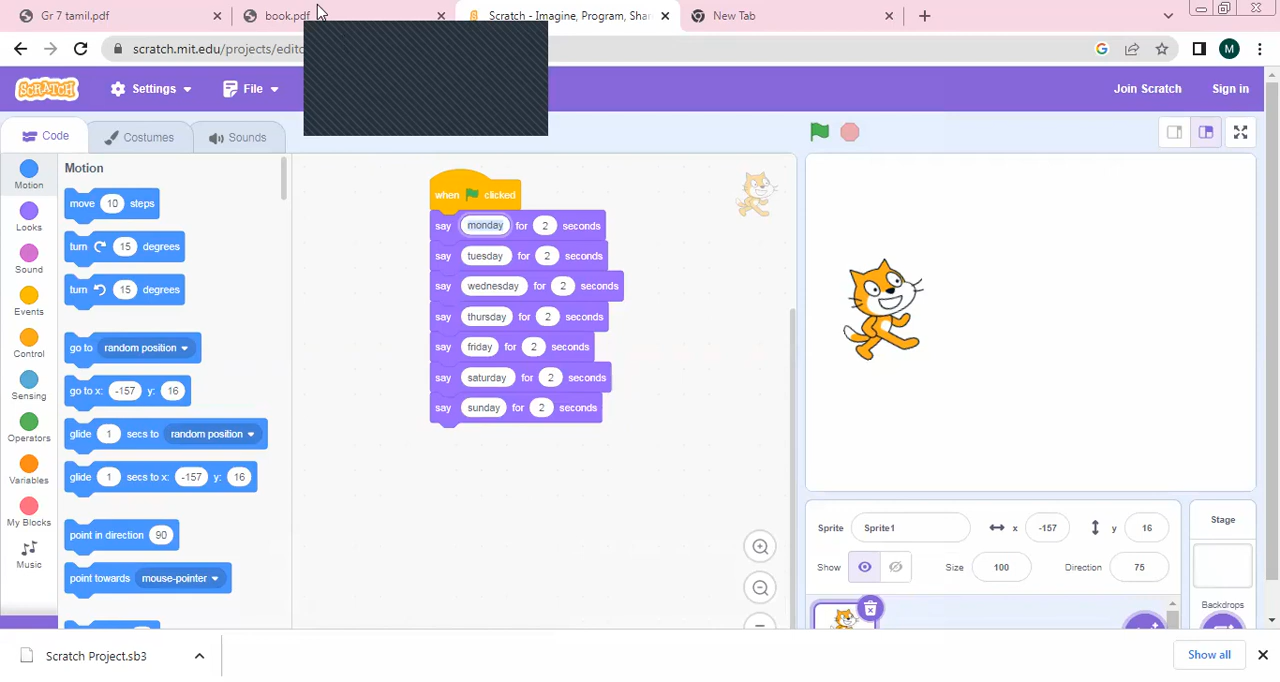 Gr 7 tamil.pdf × book.pdf × Scratch - Imagine, Program, Shar × New Tab × +
scratch.mit.edu/projects/edito G M
SCRATCH Settings File Join Scratch Sign in
Code Costumes Sounds
Motion
Looks
Sound
Events
Control
Sensing
Operators
Variables
My Blocks
Music
Motion
move 10 steps
turn 15 degrees
turn 15 degrees
go to random position
go to x: -157 y: 16
glide 1 secs to random position
glide 1 secs to x: -157 y: 16
point in direction 90
point towards mouse-pointer
when clicked
say monday for 2 seconds
say tuesday for 2 seconds
say wednesday for 2 seconds
say thursday for 2 seconds
say friday for 2 seconds
say saturday for 2 seconds
say sunday for 2 seconds
Sprite Sprite1 x -157 y 16
Show Size 100 Direction 75
Stage
Backdrops
Scratch Project.sb3
Show all